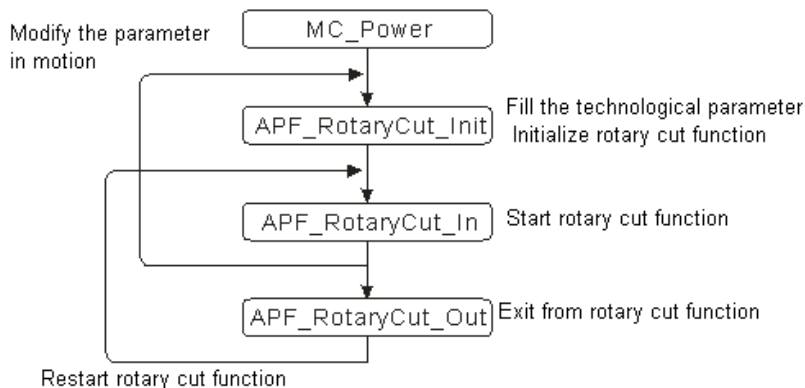 Modify the parameter
in motion
MC_Power
APF_RotaryCut_Init
Fill the technological parameter
Initialize rotary cut function
APF_RotaryCut_In
Start rotary cut function
APF_RotaryCut_Out
Exit from rotary cut function
Restart rotary cut function